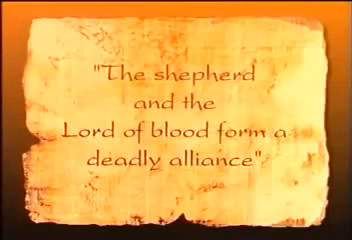 "The shepherd
and the
Lord of blood form a
deadly alliance"